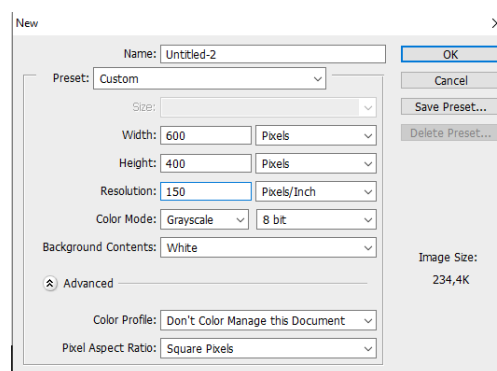 New
Name: Untitled-2 OK
Preset: Custom Cancel
Size: Save Preset...
Width: 600 Pixels Delete Preset...
Height: 400 Pixels
Resolution: 150 Pixels/Inch
Color Mode: Grayscale 8 bit
Background Contents: White
Image Size:
Advanced 234,4K
Color Profile: Don't Color Manage this Document
Pixel Aspect Ratio: Square Pixels